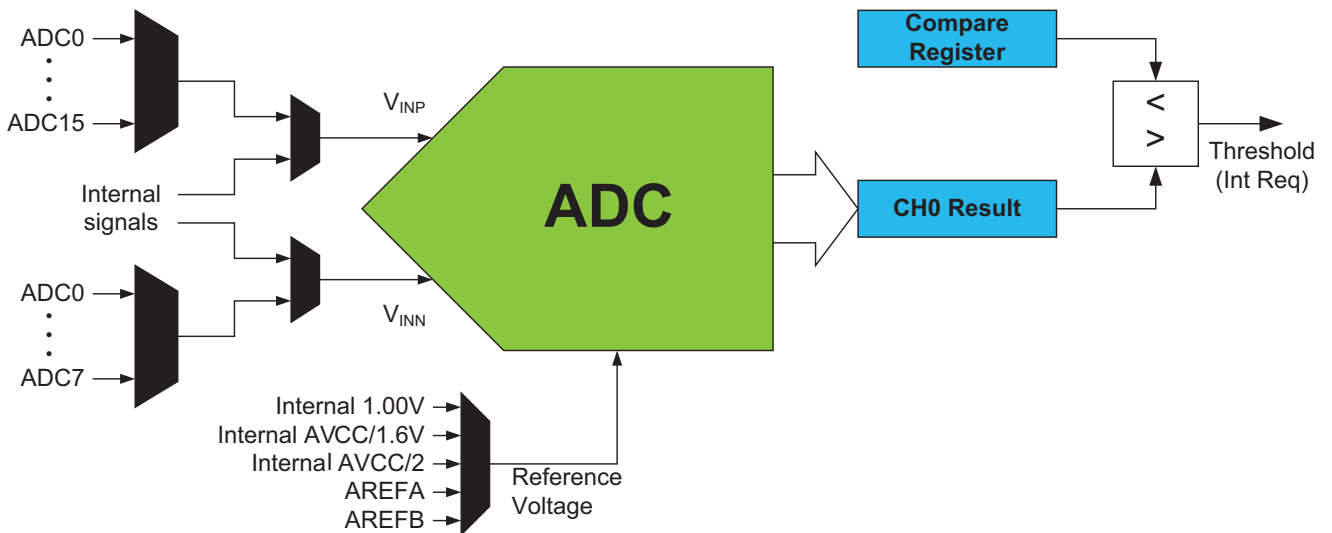 ADC0
ADC15
Internal
signals
ADC0
ADC7
VINP
VINN
ADC
Internal 1.00V
Internal AVCC/1.6V
Internal AVCC/2
AREFA
AREFB
Reference
Voltage
Compare
Register
CH0 Result
<
>
Threshold
(Int Req)